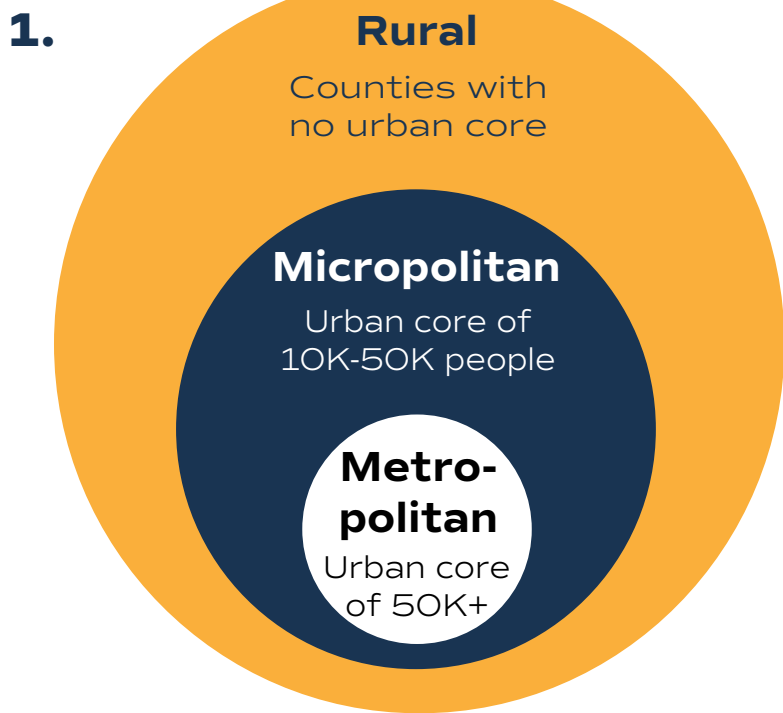 1.
Rural
Counties with
no urban core
Micropolitan
Urban core of
10K-50K people
Metro-
politan
Urban core
of 50K+